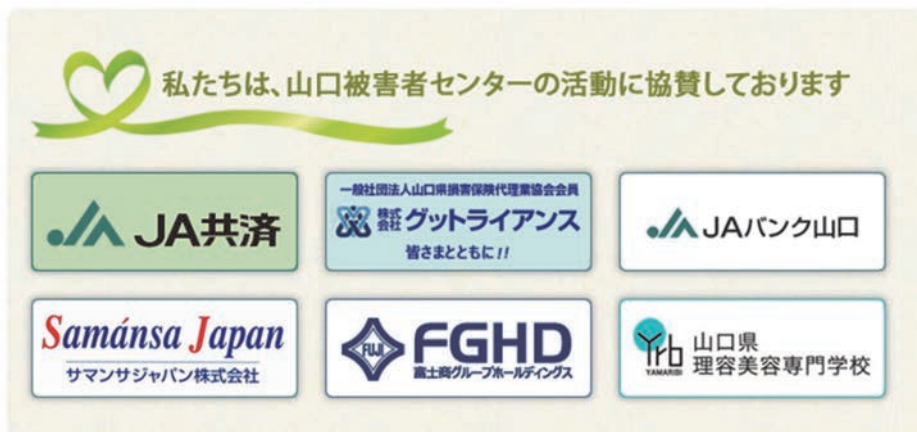 私たちは、山口被害者センターの活動に協賛しております
JA共済
一般社団法人山口県損害保険代理業協会会員
株式会社 グットライアンス
皆さまとともに!!
JAバンク山口
Samánsa Japan
サマンサジャパン株式会社
FUJI
FGHD
富士商グループホールディングス
Yrb
YAMARIBI
山口県
理容美容専門学校